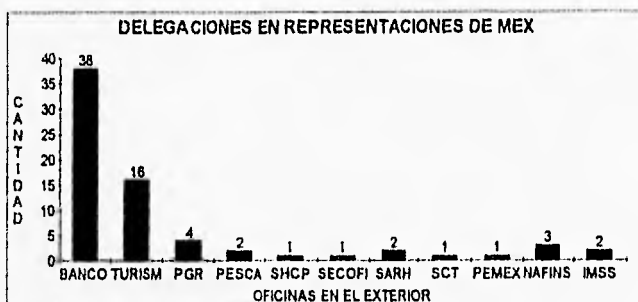 DELEGACIONES EN REPRESENTACIONES DE MEX
CANTIDAD
40
35
30
25
20
15
10
5
0
38 16 4 2 1 1 2 1 1 3 2
BANCO TURISM PGR PESCA SHCP SECOFI SARH SCT PEMEX NAFINS IMSS
OFICINAS EN EL EXTERIOR